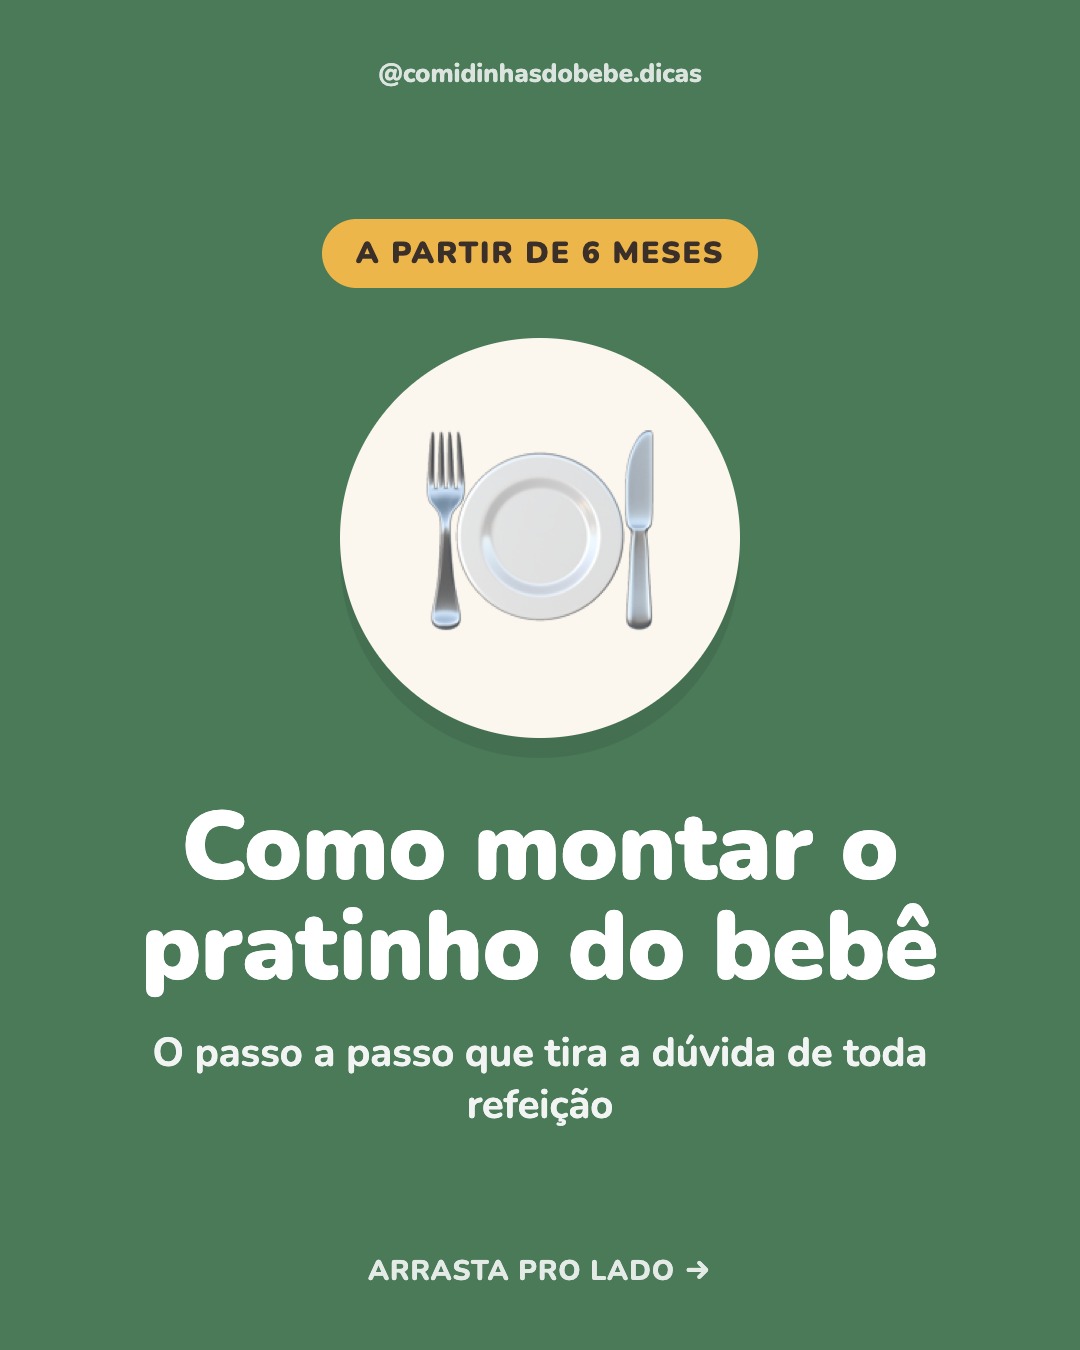 @comidinhasdobebe.dicas
A PARTIR DE 6 MESES
Como montar o
pratinho do bebê
O passo a passo que tira a dúvida de toda
refeição
ARRASTA PRO LADO →